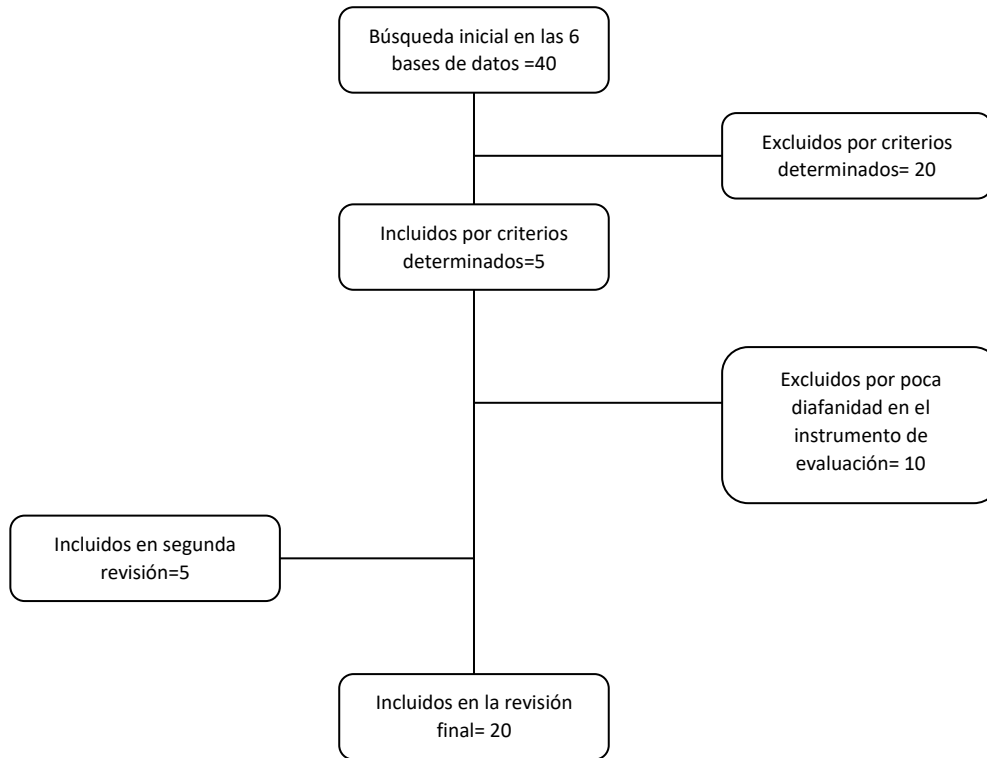 Búsqueda inicial en las 6
bases de datos =40
Excluidos por criterios
determinados= 20
Incluidos por criterios
determinados=5
Excluidos por poca
diafanidad en el
instrumento de
evaluación= 10
Incluidos en segunda
revisión=5
Incluidos en la revisión
final= 20